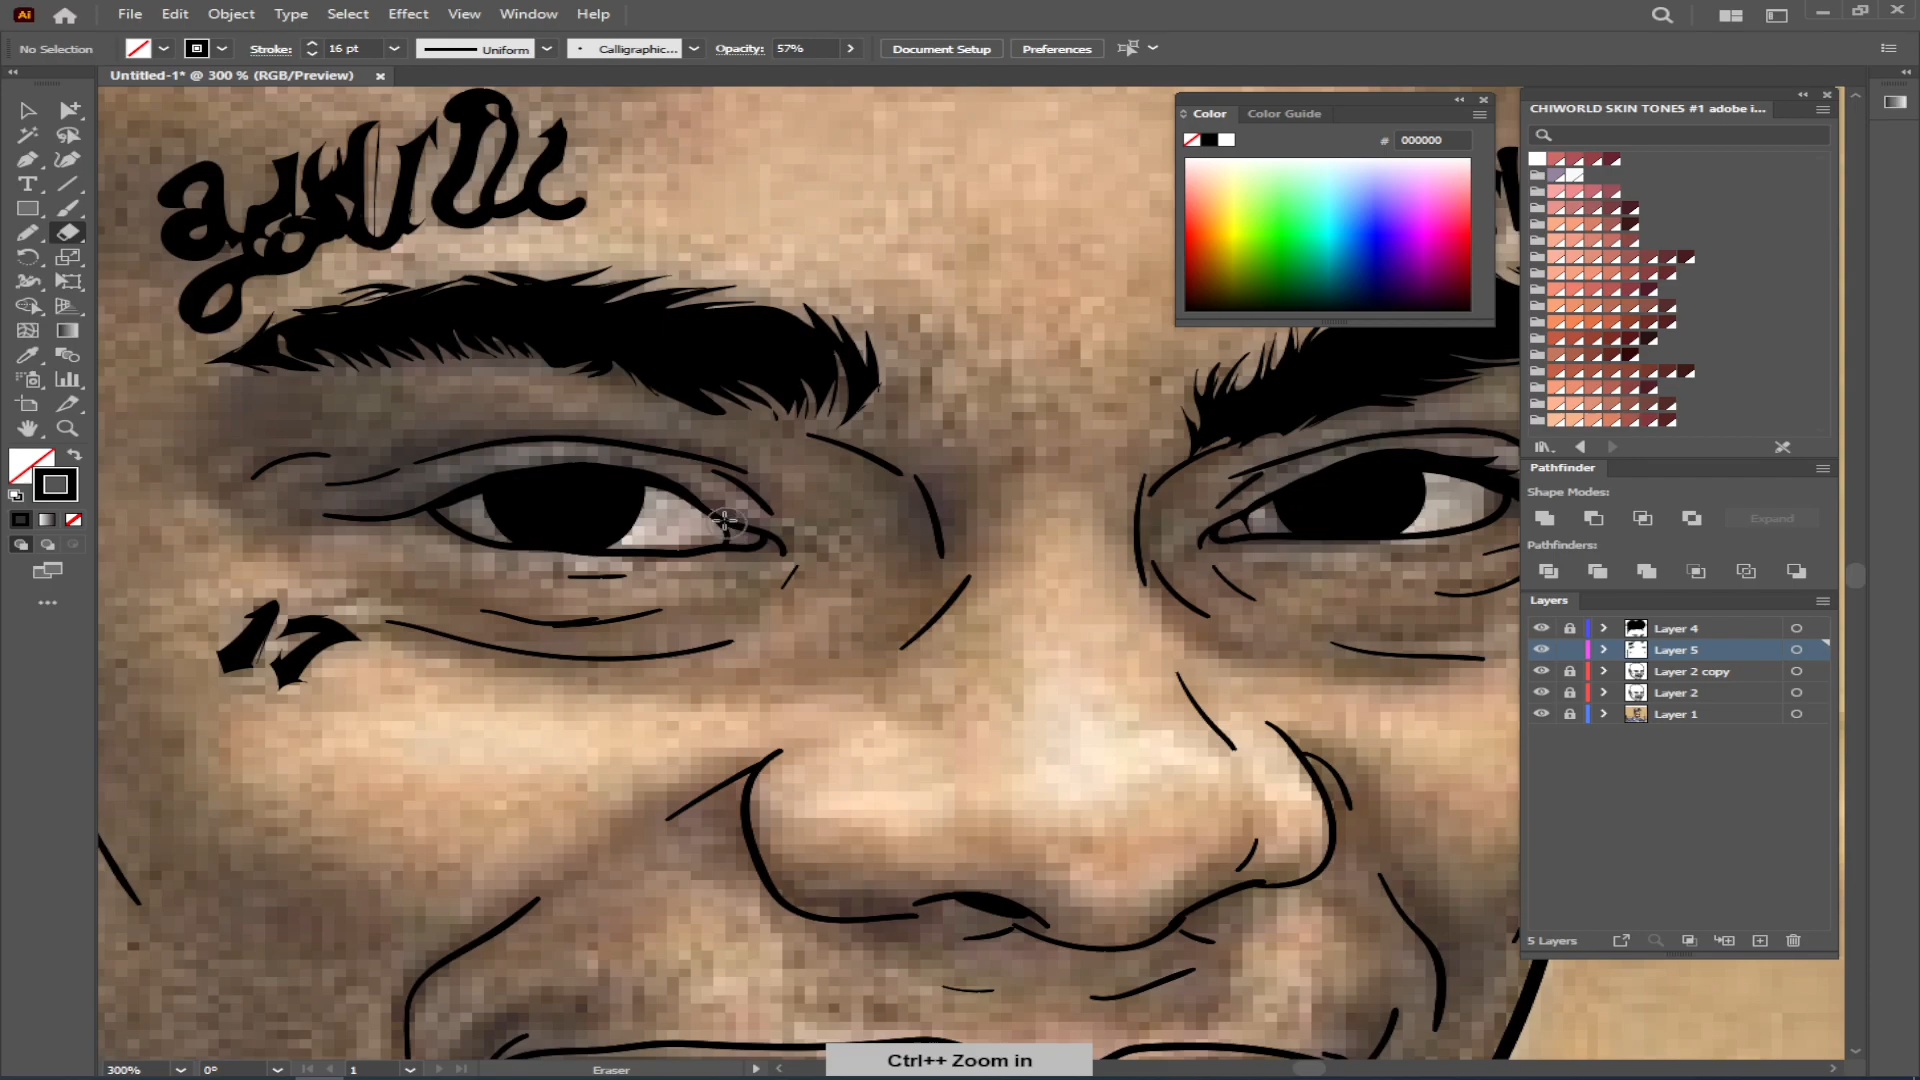 Ai File Edit Object Type Select Effect View Window Help
No Selection Stroke: 16 pt Uniform Calligraphic... Opacity: 57% Document Setup Preferences
Untitled-1* @ 300 % (RGB/Preview)
Color Color Guide
# 000000
CHIWORLD SKIN TONES #1 adobe i...
Pathfinder
Shape Modes:
Expand
Pathfinders:
Layers
Layer 4
Layer 5
Layer 2 copy
Layer 2
Layer 1
5 Layers
300% 0° 1 Eraser
Ctrl++ Zoom in